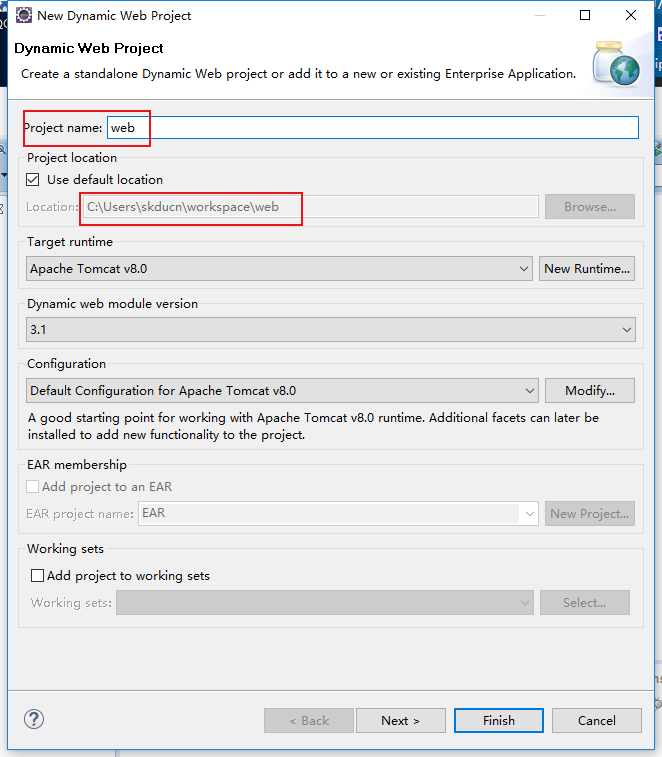 New Dynamic Web Project
Dynamic Web Project
Create a standalone Dynamic Web project or add it to a new or existing Enterprise Application.
Project name: web
Project location
Use default location
Location: C:\Users\skducn\workspace\web Browse...
Target runtime
Apache Tomcat v8.0 New Runtime...
Dynamic web module version
3.1
Configuration
Default Configuration for Apache Tomcat v8.0 Modify...
A good starting point for working with Apache Tomcat v8.0 runtime. Additional facets can later be
installed to add new functionality to the project.
EAR membership
Add project to an EAR
EAR project name: EAR New Project...
Working sets
Add project to working sets
Working sets: Select...
< Back Next > Finish Cancel